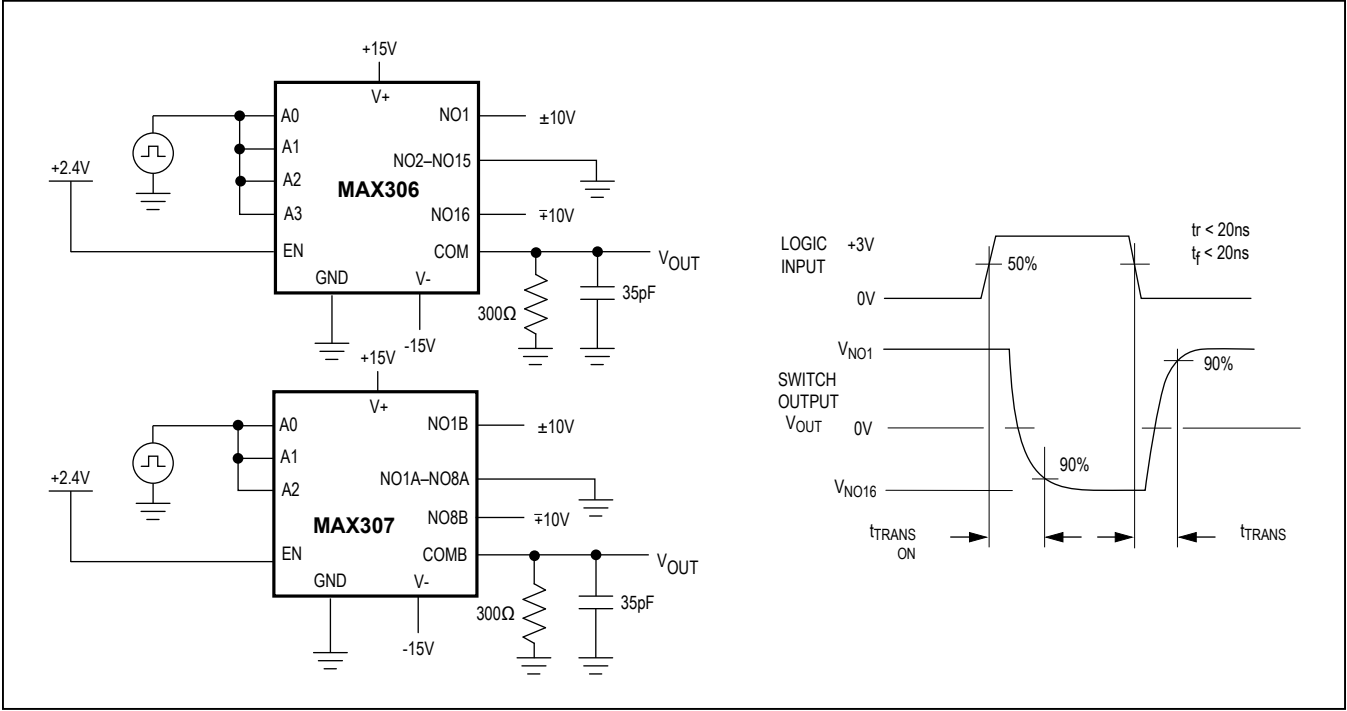 +15V
V+
A0
A1
A2
A3
EN
NO1
NO2–NO15
NO16
COM
MAX306
GND
V-
+2.4V
±10V
∓10V
VOUT
300Ω
35pF
-15V
+15V
V+
A0
A1
A2
EN
NO1B
NO1A–NO8A
NO8B
COMB
MAX307
GND
V-
+2.4V
±10V
∓10V
VOUT
300Ω
35pF
-15V
LOGIC
INPUT
+3V
0V
50%
tr < 20ns
tf < 20ns
VNO1
SWITCH
OUTPUT
VOUT
0V
VNO16
90%
90%
tTRANS
ON
tTRANS